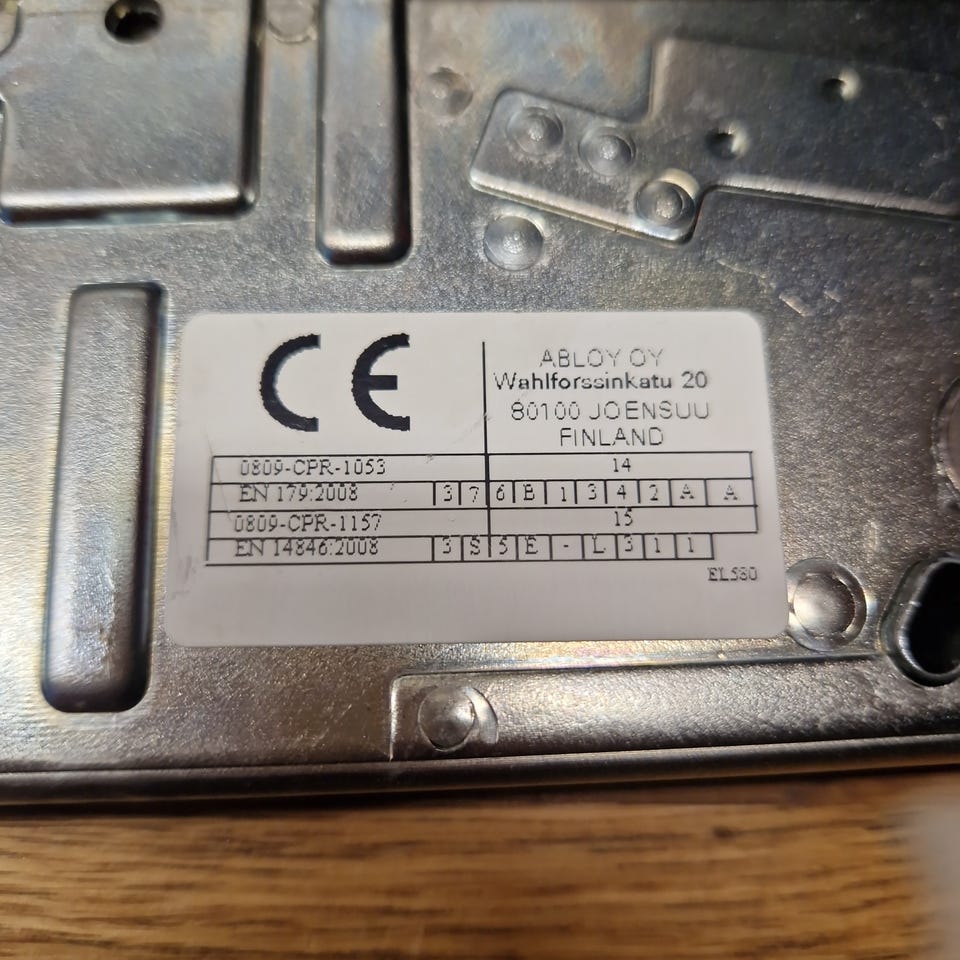 CE
ABLOY OY
Wahlforssinkatu 20
80100 JOENSUU
FINLAND
0809-CPR-1053 14
EN 179:2008 3 7 6 B 1 3 4 2 A A
0809-CPR-1157 15
EN 14846:2008 3 S 5 E - L 3 1 1
EL580